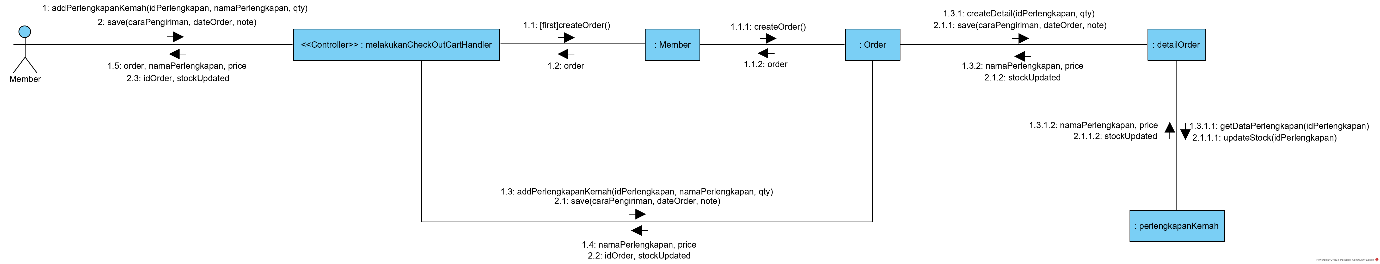 1: addPerlengkapanKemah(idPerlengkapan, namaPerlengkapan, qty)
2. save(caraPengiriman, dateOrder, note)
1.5: order, namaPerlengkapan, price
2.3: idOrder, stockUpdated
Member
<<Controller>> : melakukanCheckOutCartHandler
1.1: [first]createOrder()
1.2: order
: Member
1.1.1: createOrder()
1.1.2: order
: Order
1.3.1: createDetail(idPerlengkapan, qty)
2.1.1: save(caraPengiriman, dateOrder, note)
1.3.2: namaPerlengkapan, price
2.1.2: stockUpdated
: detailOrder
1.3.1.2: namaPerlengkapan, price
2.1.1.2. stockUpdated
1.3.1.1: getDataPerlengkapan(idPerlengkapan)
2.1.1.1: updateStock(idPerlengkapan)
1.3: addPerlengkapanKemah(idPerlengkapan, namaPerlengkapan, qty)
2.1: save(caraPengiriman, dateOrder, note)
1.4: namaPerlengkapan, price
2.2: idOrder, stockUpdated
: perlengkapanKemah